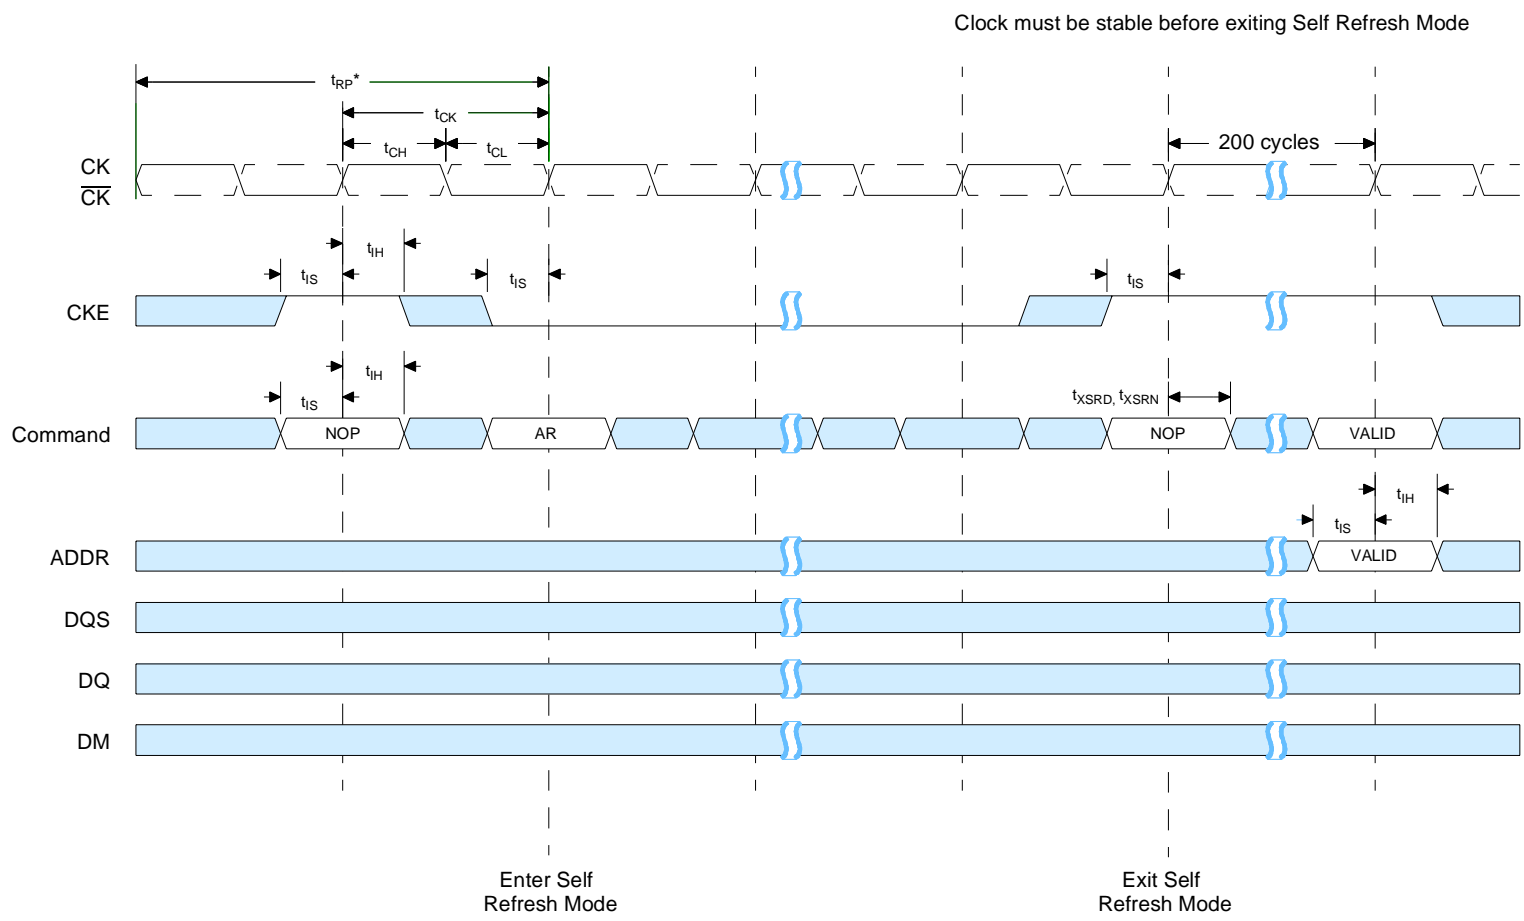 Clock must be stable before exiting Self Refresh Mode
tRP*
tCK
tCH
tCL
200 cycles
CK
CK
tIH
tIS
tIS
tIS
CKE
tIH
tIS
tXSRD, tXSRN
Command
NOP
AR
NOP
VALID
tIH
tIS
ADDR
VALID
DQS
DQ
DM
Enter Self
Refresh Mode
Exit Self
Refresh Mode